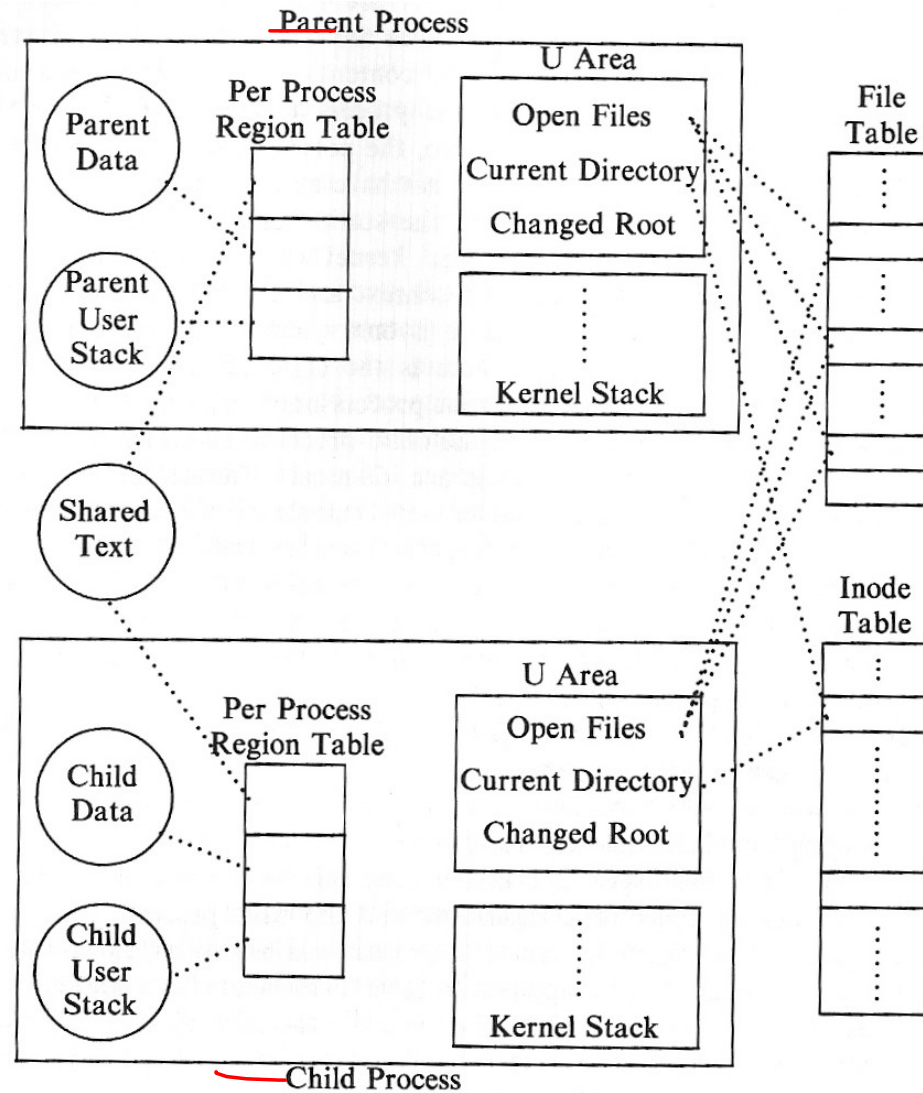 Parent Process
U Area
Per Process
Region Table
Parent
Data
Open Files
Current Directory
Changed Root
File
Table
Parent
User
Stack
Kernel Stack
Shared
Text
Inode
Table
U Area
Per Process
Region Table
Open Files
Current Directory
Changed Root
Child
Data
Child
User
Stack
Kernel Stack
Child Process